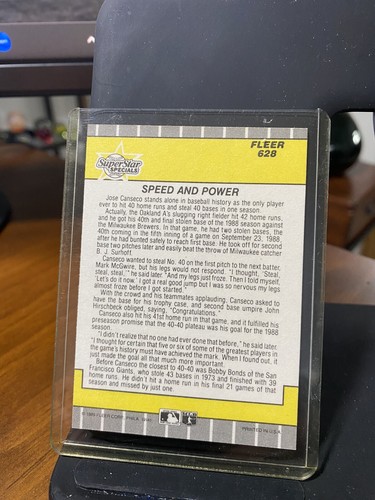 FLEER
628
SuperStar
SPECIALS
SPEED AND POWER
Jose Canseco stands alone in baseball history as the only player
ever to hit 40 home runs and steal 40 bases in one season.
Actually, the Oakland A's slugging right fielder hit 42 home runs,
and he got his 40th and final stolen base of the 1988 season against
the Milwaukee Brewers. In that game, he had two stolen bases, the
40th coming in the fifth inning of a game on September 23, 1988,
after he had bunted safely to reach first base. He took off for second
base two pitches later and easily beat the throw of Milwaukee catcher
B. J. Surhoff.
Canseco wanted to steal No. 40 on the first pitch to the next batter,
Mark McGwire, but his legs would not respond. "I thought, 'Steal,
steal, steal,'" he said later. "And my legs just froze. Then I told myself,
'Let's do it now.' I got a real good jump but I was so nervous my legs
almost froze before I got started."
With the crowd and his teammates applauding, Canseco asked to
have the base for his trophy case, and second base umpire John
Hirschbeck obliged, saying, "Congratulations."
Canseco also hit his 41st home run in that game, and it fulfilled his
preseason promise that the 40-40 plateau was his goal for the 1988
season.
"I didn't realize that no one had ever done that before," he said later.
"I thought for certain that five or six of some of the greatest players in
the game's history must have achieved the mark. When I found out, it
just made the goal all that much more important.
Before Canseco the closest to 40-40 was Bobby Bonds of the San
Francisco Giants, who stole 43 bases in 1973 and finished with 39
home runs. He didn't hit a home run in his final 21 games of that
season and missed by just one.
FLEER CORP. PHILA.
PRINTED IN U.S.A.